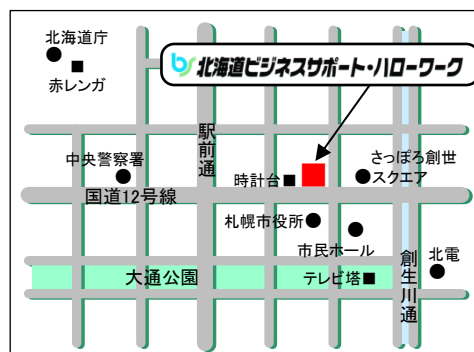 北海道庁
赤レンガ
bs 北海道ビジネスサポート・ハローワーク
駅前通
中央警察署
時計台
さっぽろ創世
スクエア
国道12号線
札幌市役所
市民ホール
北電
大通公園
テレビ塔
創生川通